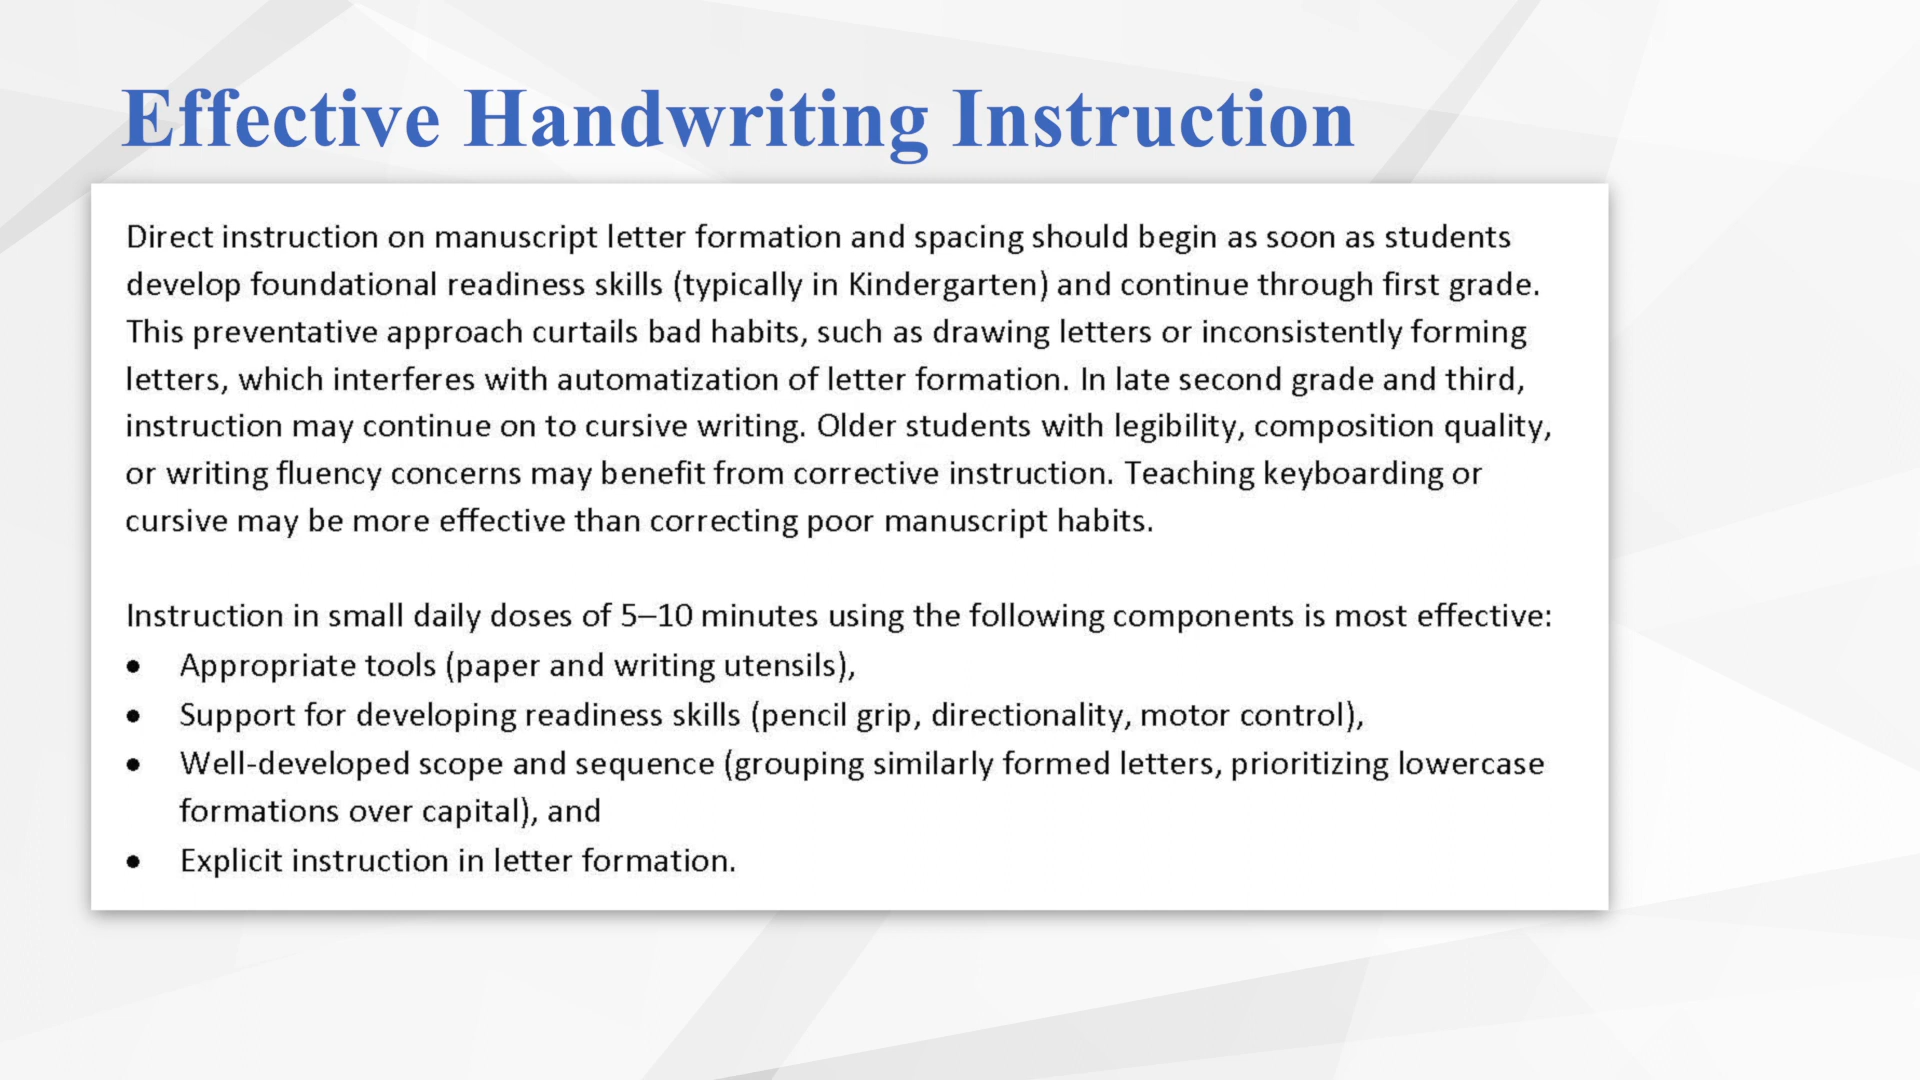 Effective Handwriting Instruction
Direct instruction on manuscript letter formation and spacing should begin as soon as students
develop foundational readiness skills (typically in Kindergarten) and continue through first grade.
This preventative approach curtails bad habits, such as drawing letters or inconsistently forming
letters, which interferes with automatization of letter formation. In late second grade and third,
instruction may continue on to cursive writing. Older students with legibility, composition quality,
or writing fluency concerns may benefit from corrective instruction. Teaching keyboarding or
cursive may be more effective than correcting poor manuscript habits.
Instruction in small daily doses of 5–10 minutes using the following components is most effective:
• Appropriate tools (paper and writing utensils),
• Support for developing readiness skills (pencil grip, directionality, motor control),
• Well-developed scope and sequence (grouping similarly formed letters, prioritizing lowercase
formations over capital), and
• Explicit instruction in letter formation.